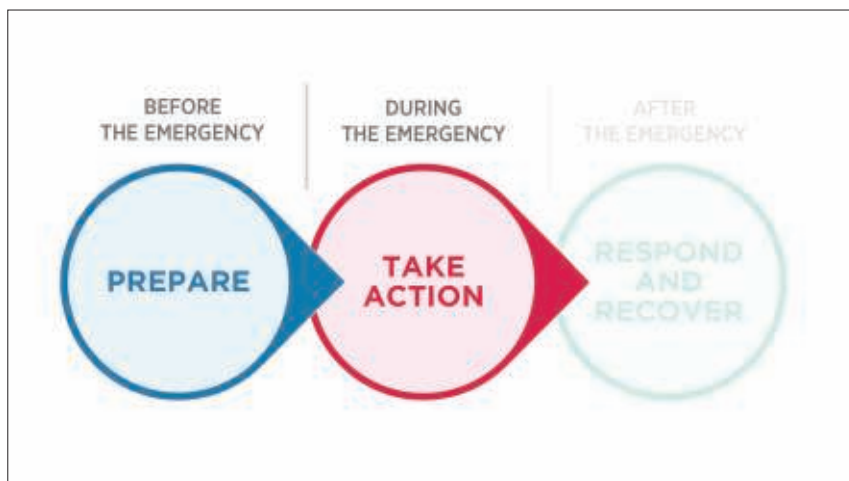 BEFORE
THE EMERGENCY
DURING
THE EMERGENCY
AFTER
THE EMERGENCY
PREPARE
TAKE
ACTION
RESPOND
AND
RECOVER